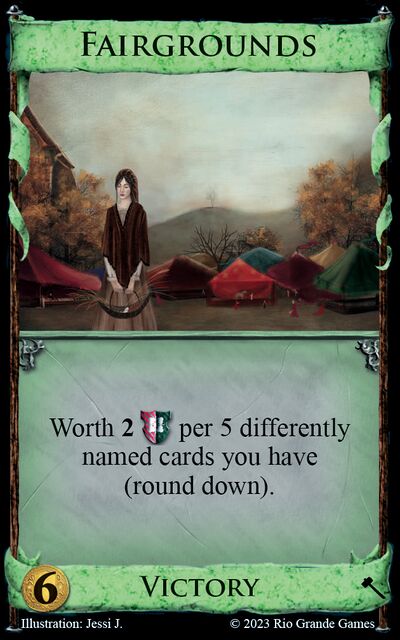 FAIRGROUNDS
Worth 2 per 5 differently
named cards you have
(round down).
6 VICTORY
Illustration: Jessi J. © 2023 Rio Grande Games